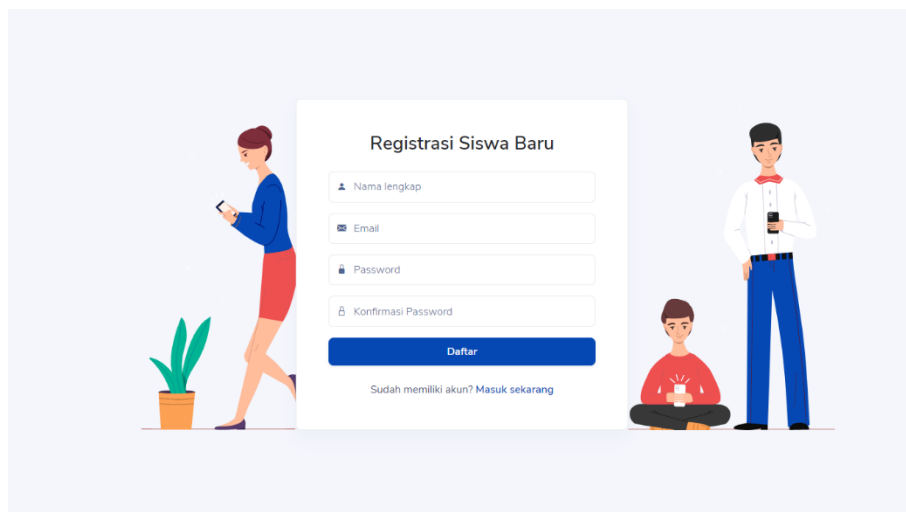 Registrasi Siswa Baru
Nama lengkap
Email
Password
Konfirmasi Password
Daftar
Sudah memiliki akun? Masuk sekarang